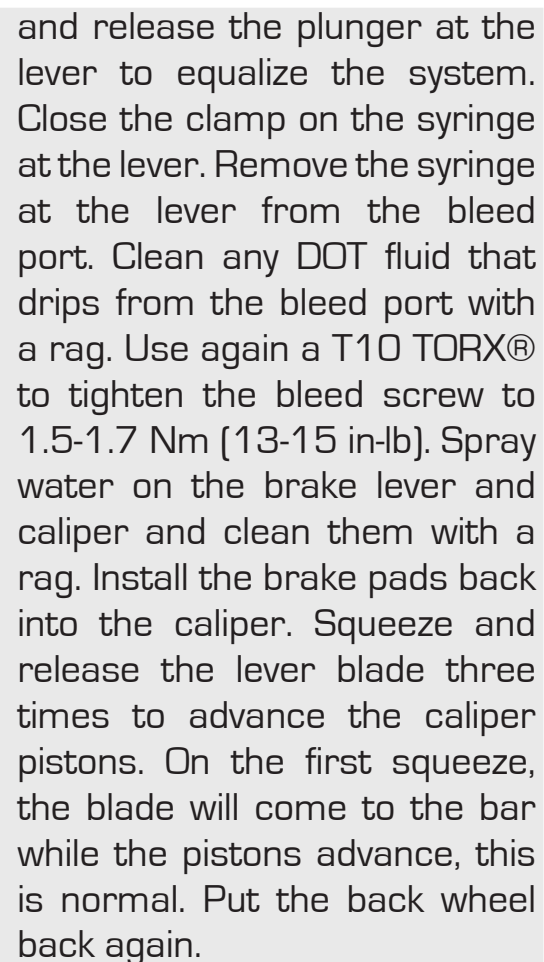 and release the plunger at the
lever to equalize the system.
Close the clamp on the syringe
at the lever. Remove the syringe
at the lever from the bleed
port. Clean any DOT fluid that
drips from the bleed port with
a rag. Use again a T10 TORX®
to tighten the bleed screw to
1.5-1.7 Nm (13-15 in-lb). Spray
water on the brake lever and
caliper and clean them with a
rag. Install the brake pads back
into the caliper. Squeeze and
release the lever blade three
times to advance the caliper
pistons. On the first squeeze,
the blade will come to the bar
while the pistons advance, this
is normal. Put the back wheel
back again.